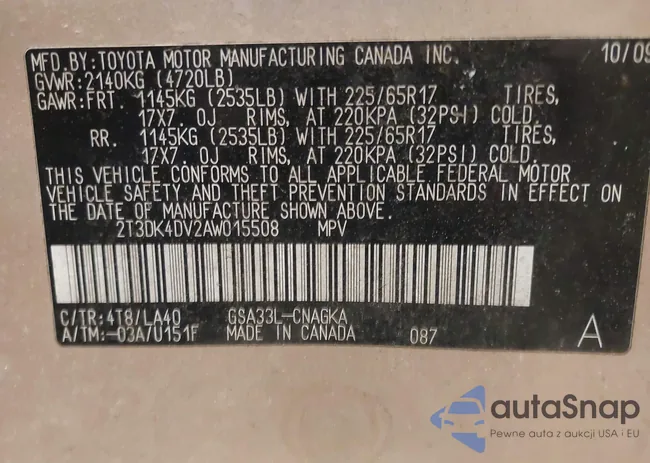 MFD.BY:TOYOTA MOTOR MANUFACTURING CANADA INC. 10/09
GVWR:2140KG (4720LB)
GAWR:FRT. 1145KG (2535LB) WITH 225/65R17 TIRES,
17X7.0J RIMS, AT 220KPA (32PSI) COLD.
RR. 1145KG (2535LB) WITH 225/65R17 TIRES,
17X7.0J RIMS, AT 220KPA (32PSI) COLD.
THIS VEHICLE CONFORMS TO ALL APPLICABLE FEDERAL MOTOR
VEHICLE SAFETY AND THEFT PREVENTION STANDARDS IN EFFECT ON
THE DATE OF MANUFACTURE SHOWN ABOVE.
2T3DK4DV2AW015508 MPV
C/TR:4T8/LA40 GSA33L-CNAGKA
A/TM:-03A/U151F MADE IN CANADA 087 A
autaSnap
Pewne auta z aukcji USA i EU